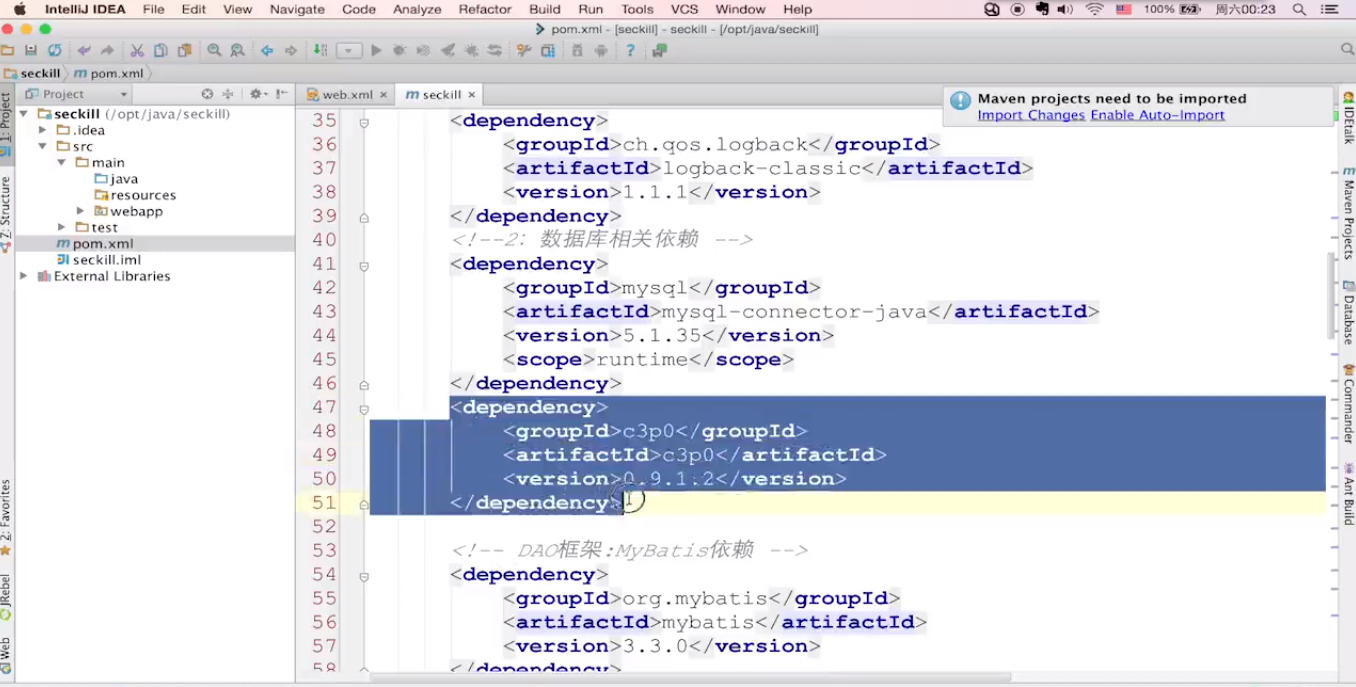 IntelliJ IDEA File Edit View Navigate Code Analyze Refactor Build Run Tools VCS Window Help 100% 周六00:23
pom.xml - [seckill] - seckill - [/opt/java/seckill]
seckill pom.xml
Project
web.xml
seckill
Maven projects need to be imported
Import Changes Enable Auto-Import
seckill (/opt/java/seckill)
.idea
src
main
java
resources
webapp
test
pom.xml
seckill.iml
External Libraries
1: Project
7: Structure
2: Favorites
JRebel
Web
35 <dependency>
36 <groupId>ch.qos.logback</groupId>
37 <artifactId>logback-classic</artifactId>
38 <version>1.1.1</version>
39 </dependency>
40 <!--2: 数据库相关依赖 -->
41 <dependency>
42 <groupId>mysql</groupId>
43 <artifactId>mysql-connector-java</artifactId>
44 <version>5.1.35</version>
45 <scope>runtime</scope>
46 </dependency>
47 <dependency>
48 <groupId>c3p0</groupId>
49 <artifactId>c3p0</artifactId>
50 <version>0.9.1.2</version>
51 </dependency>
52
53 <!-- DAO框架:MyBatis依赖 -->
54 <dependency>
55 <groupId>org.mybatis</groupId>
56 <artifactId>mybatis</artifactId>
57 <version>3.3.0</version>
58 </dependency>
IDEtalk
Maven Projects
Database
Commander
Ant Build